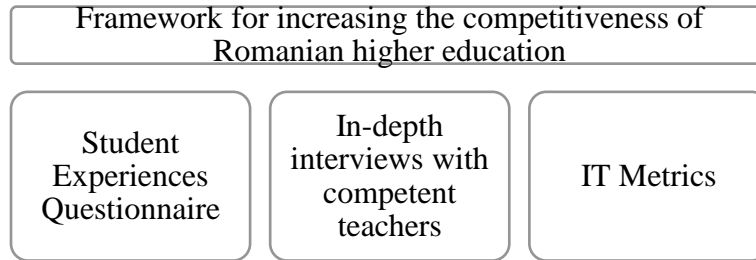 Framework for increasing the competitiveness of
Romanian higher education
Student
Experiences
Questionnaire
In-depth
interviews with
competent
teachers
IT Metrics